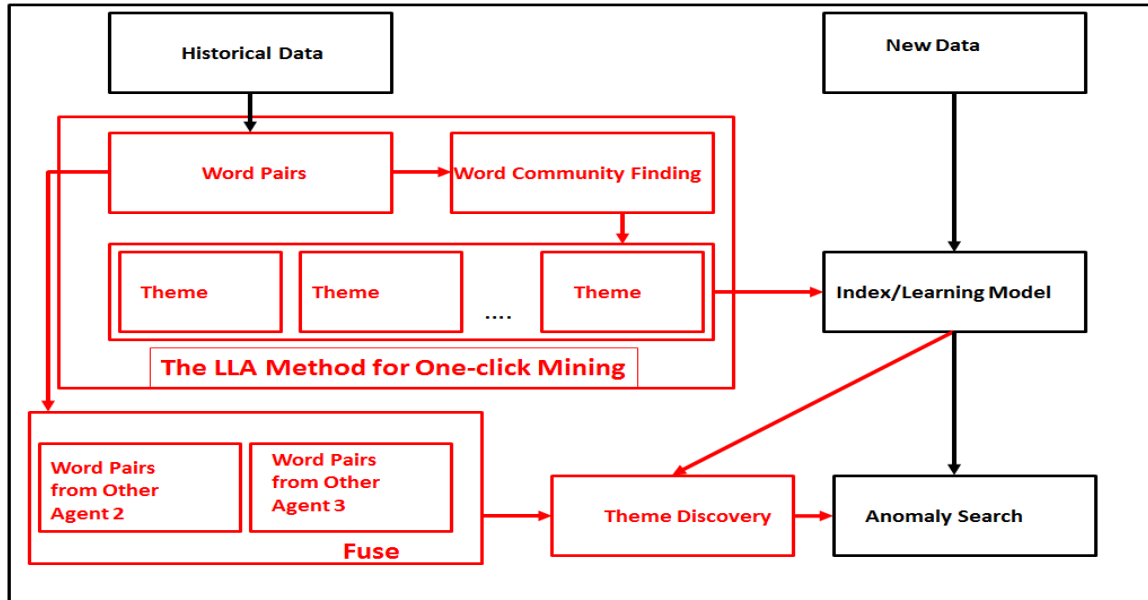 Historical Data
New Data
Word Pairs
Word Community Finding
Theme
Theme
....
Theme
Index/Learning Model
The LLA Method for One-click Mining
Word Pairs
from Other
Agent 2
Word Pairs
from Other
Agent 3
Fuse
Theme Discovery
Anomaly Search